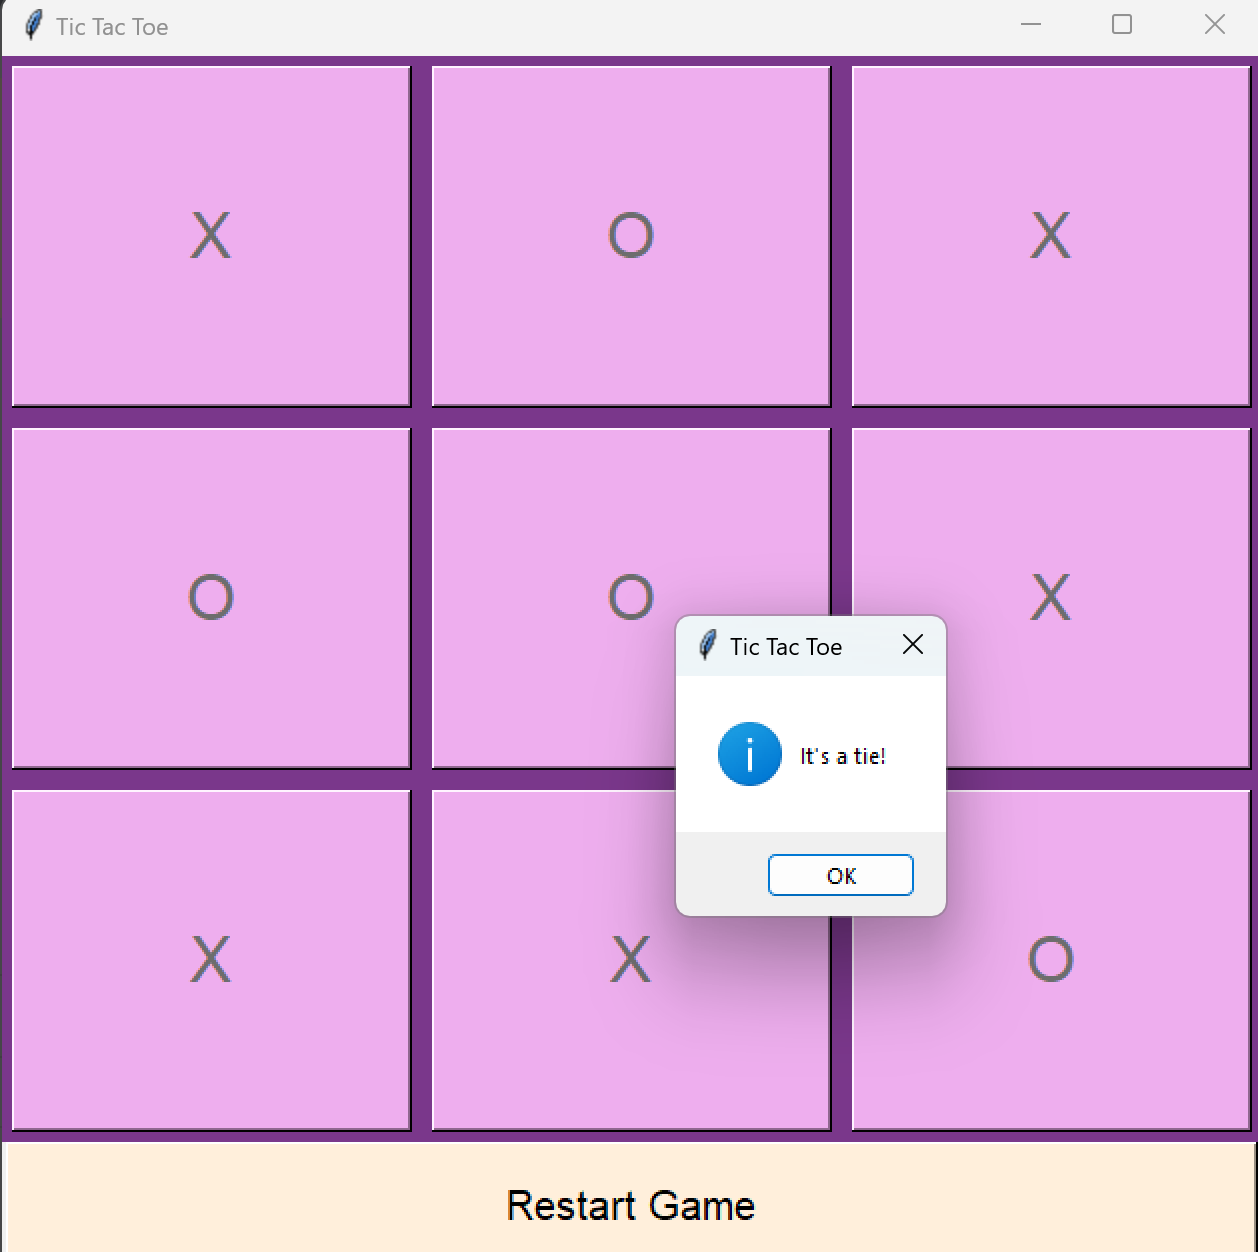 Tic Tac Toe
X O X
O O X
Tic Tac Toe
It's a tie!
OK
X X O
Restart Game